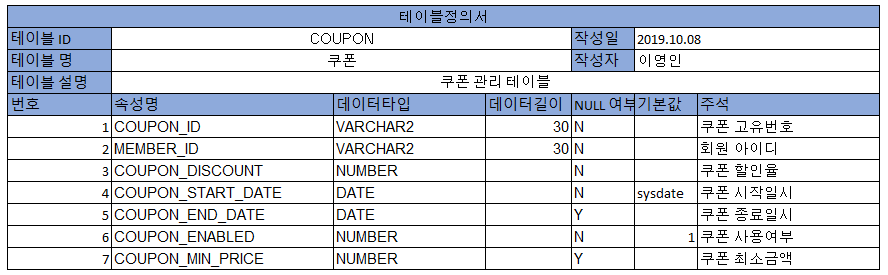 테이블정의서
테이블 ID COUPON 작성일 2019.10.08
테이블 명 쿠폰 작성자 이영인
테이블 설명 쿠폰 관리 테이블
번호 속성명 데이터타입 데이터길이 NULL 여부 기본값 주석
1 COUPON_ID VARCHAR2 30 N 쿠폰 고유번호
2 MEMBER_ID VARCHAR2 30 N 회원 아이디
3 COUPON_DISCOUNT NUMBER N 쿠폰 할인율
4 COUPON_START_DATE DATE N sysdate 쿠폰 시작일시
5 COUPON_END_DATE DATE Y 쿠폰 종료일시
6 COUPON_ENABLED NUMBER N 1 쿠폰 사용여부
7 COUPON_MIN_PRICE NUMBER Y 쿠폰 최소금액